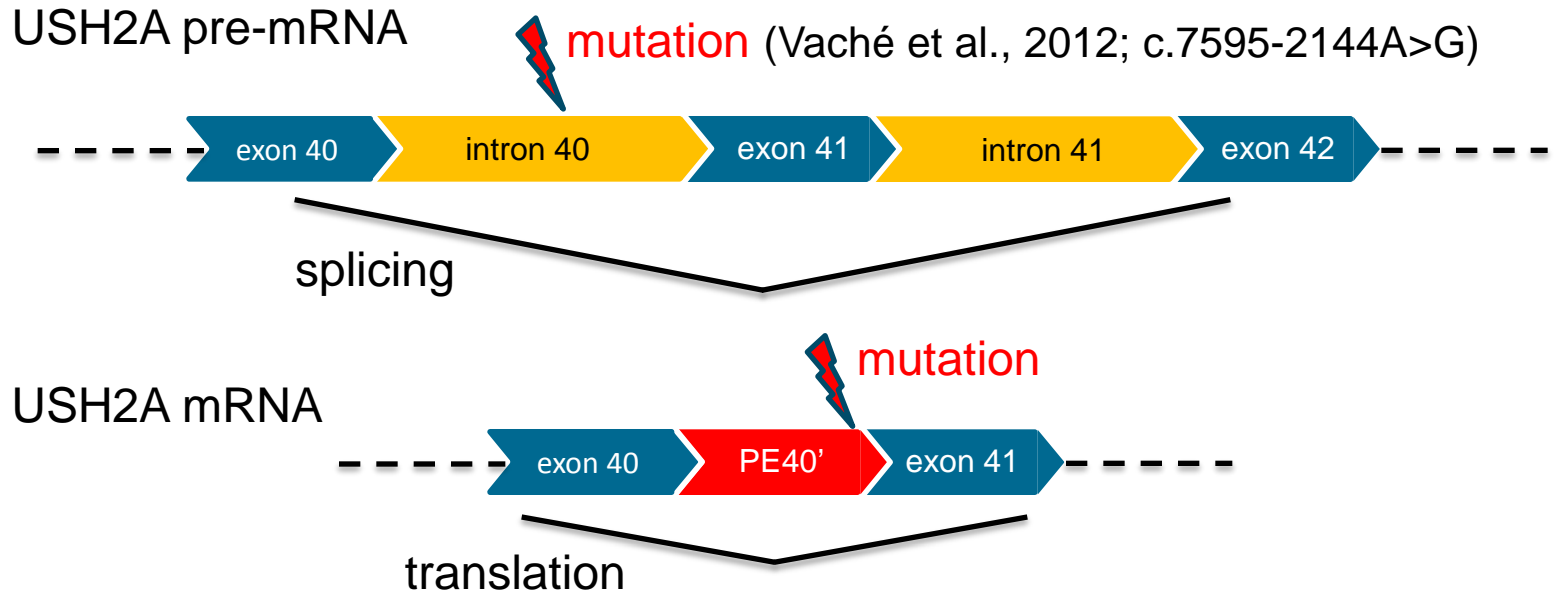 USH2A pre-mRNA
mutation (Vaché et al., 2012; c.7595-2144A>G)
exon 40 intron 40 exon 41 intron 41 exon 42
splicing
mutation
USH2A mRNA
exon 40 PE40’ exon 41
translation